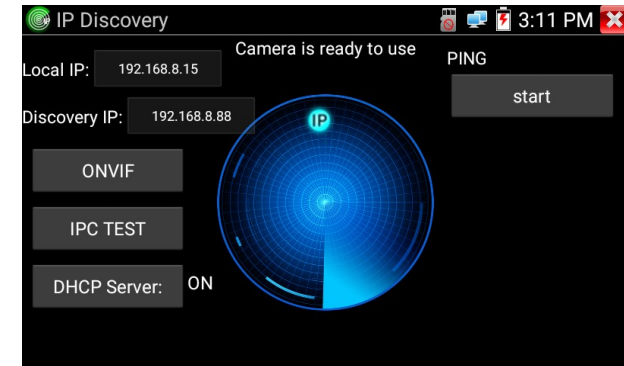 IP Discovery
3:11 PM
Camera is ready to use
PING
Local IP: 192.168.8.15
start
Discovery IP: 192.168.8.88
IP
ONVIF
IPC TEST
DHCP Server: ON